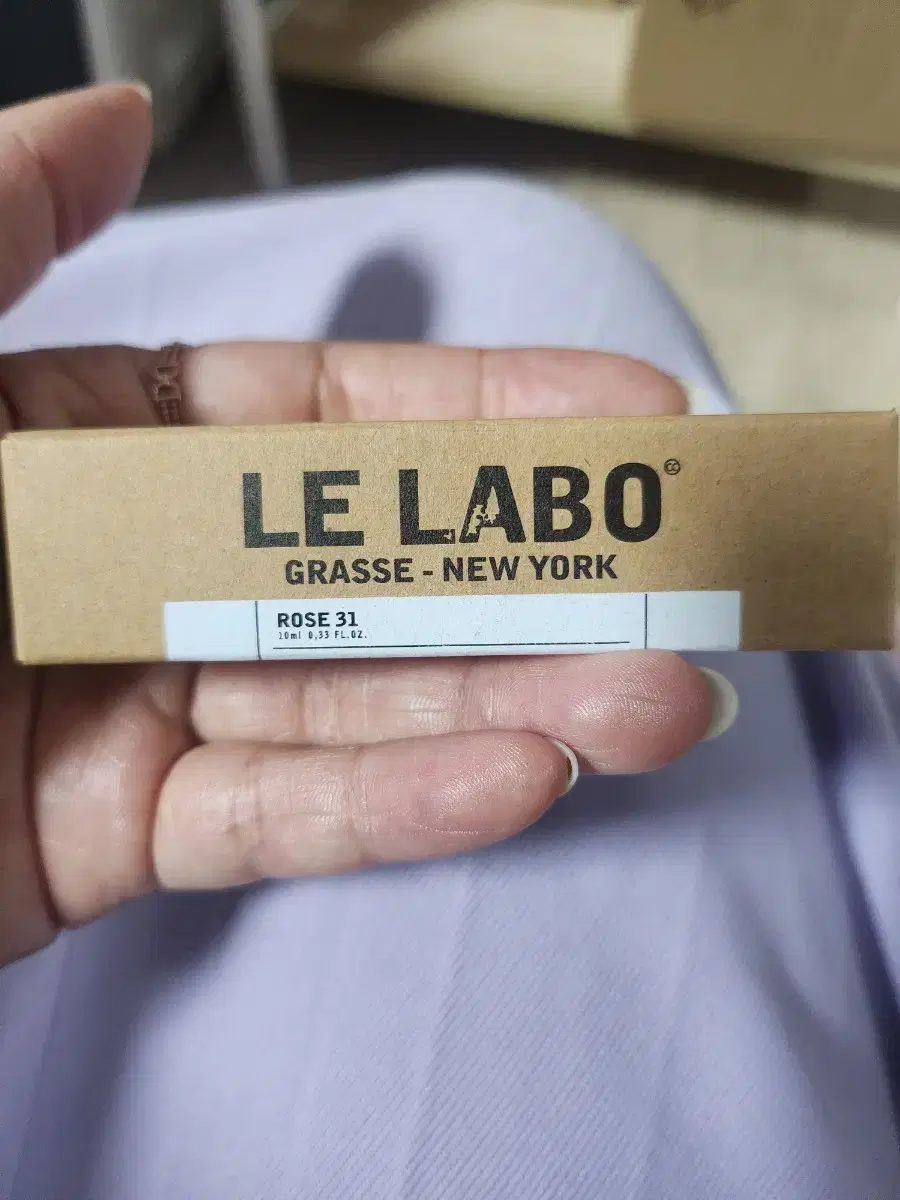 LE LABO®
GRASSE - NEW YORK
ROSE 31
10ml 0,33 FL.OZ.